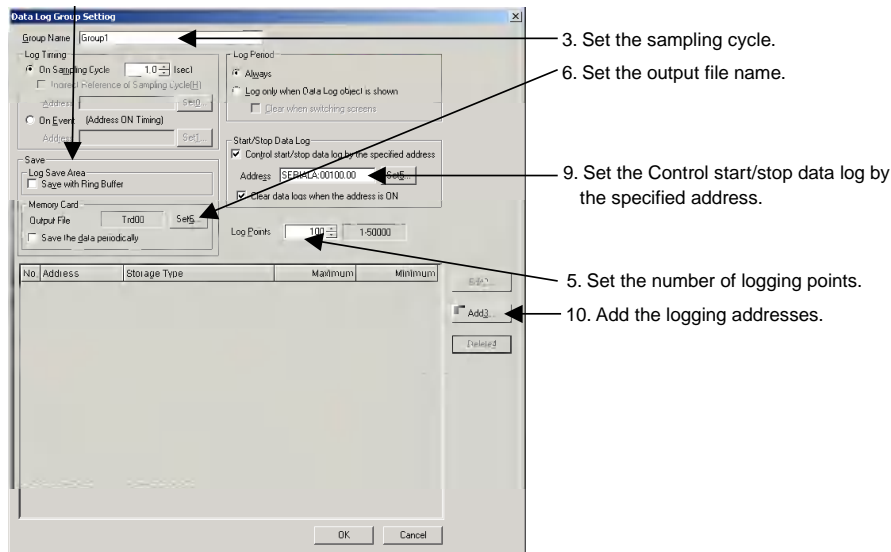 Data Log Group Setting
Group Name Group1
3. Set the sampling cycle.
Log Timing
On Sampling Cycle 1.0 (sec)
Indirect Reference of Sampling Cycle(H)
Address
On Event (Address ON Timing)
Address
Log Period
Always
Log only when Data Log object is shown
Clear when switching screens
6. Set the output file name.
Start/Stop Data Log
Control start/stop data log by the specified address
Address SERIALA:00100.00
Clear data logs when the address is ON
9. Set the Control start/stop data log by
the specified address.
Save
Log Save Area
Save with Ring Buffer
Memory Card
Output File Trd00
Save the data periodically
Log Points 100 1-50000
5. Set the number of logging points.
No. Address Storage Type Maximum Minimum
10. Add the logging addresses.
OK Cancel